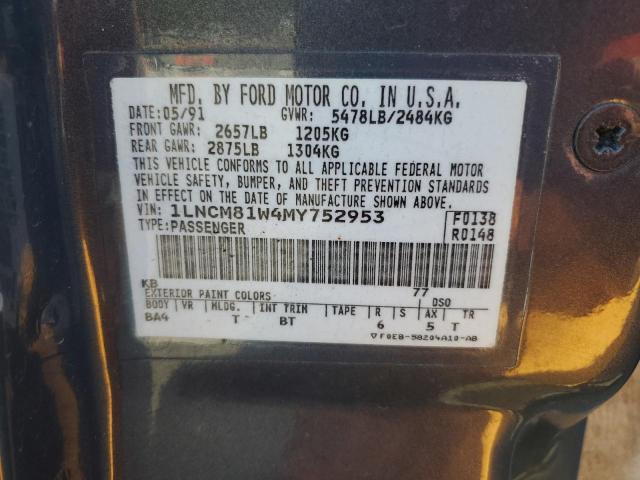 MFD. BY FORD MOTOR CO. IN U.S.A.
DATE: 05/91 GVWR: 5478LB/2484KG
FRONT GAWR: 2657LB 1205KG
REAR GAWR: 2875LB 1304KG
THIS VEHICLE CONFORMS TO ALL APPLICABLE FEDERAL MOTOR
VEHICLE SAFETY, BUMPER, AND THEFT PREVENTION STANDARDS
IN EFFECT ON THE DATE OF MANUFACTURE SHOWN ABOVE.
VIN: 1LNCM81W4MY752953 F0138
TYPE: PASSENGER R0148
KB 77
EXTERIOR PAINT COLORS DSO
BODY VR MLDG. INT TRIM TAPE R S AX TR
BA4 T BT 6 5 T
F0EB-58204A10-AB